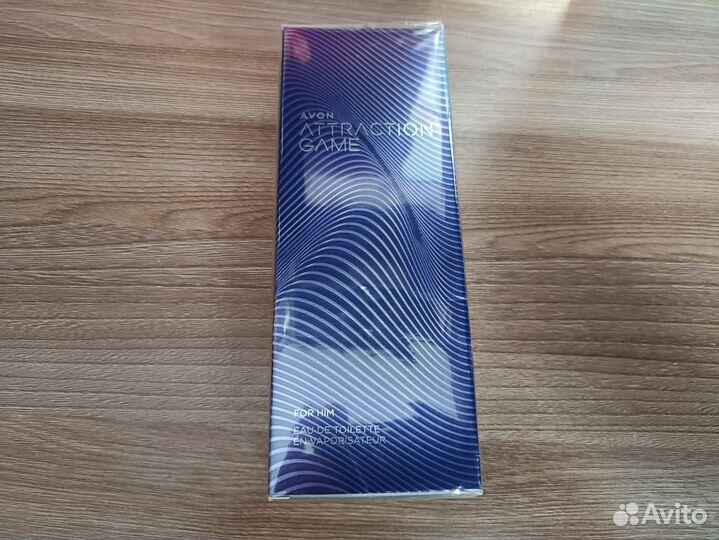 AVON
ATTRACTION
GAME
FOR HIM
EAU DE TOILETTE
EN VAPORISATEUR
Avito